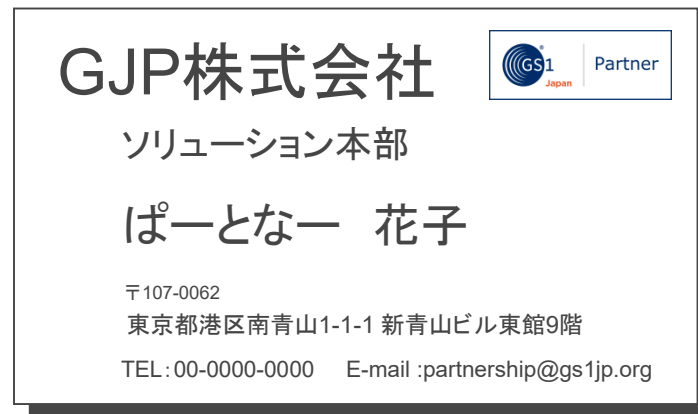 GJP株式会社
GS1 Japan Partner
ソリューション本部
ぱーとなー 花子
〒107-0062
東京都港区南青山1-1-1 新青山ビル東館9階
TEL：00-0000-0000 E-mail :partnership@gs1jp.org